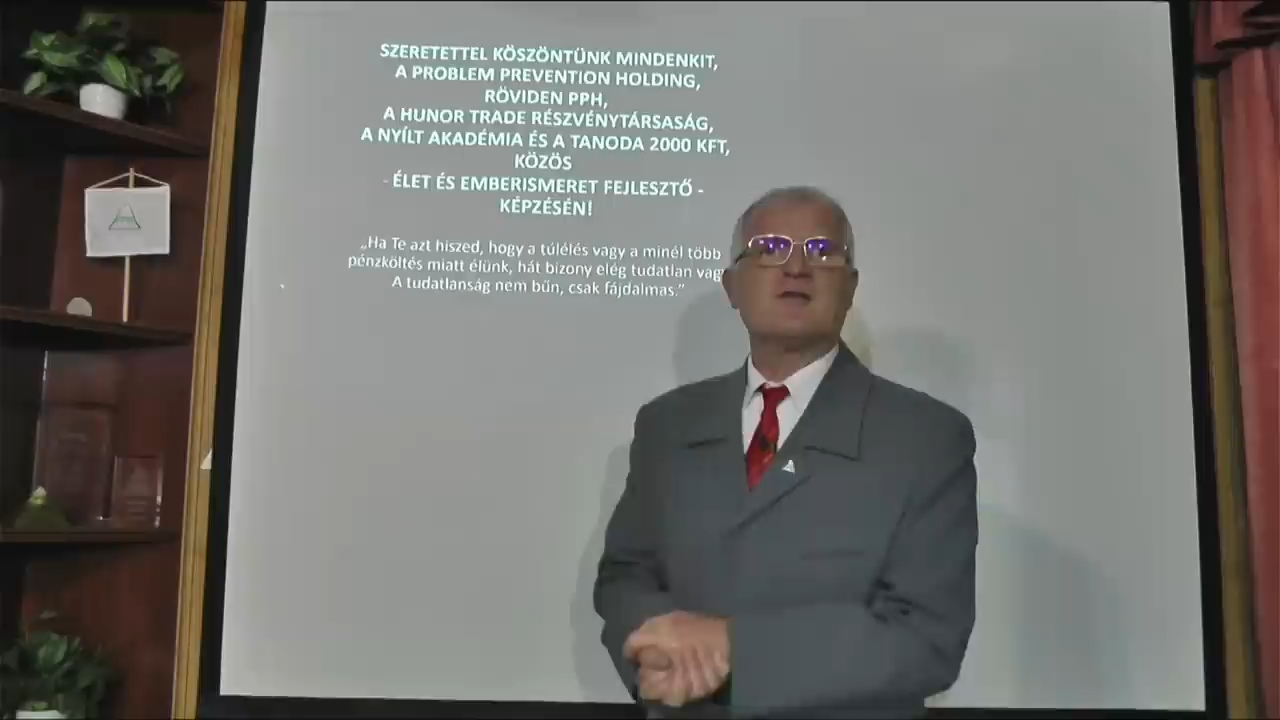 SZERETETTEL KÖSZÖNTÜNK MINDENKIT,
A PROBLEM PREVENTION HOLDING,
RÖVIDEN PPH,
A HUNOR TRADE RÉSZVÉNYTÁRSASÁG,
A NYÍLT AKADÉMIA ÉS A TANODA 2000 KFT,
KÖZÖS
- ÉLET ÉS EMBERISMERET FEJLESZTŐ -
KÉPZÉSÉN!
„Ha Te azt hiszed, hogy a túlélés vagy a minél több
pénzköltés miatt élünk, hát bizony elég tudatlan vagy
A tudatlanság nem bűn, csak fájdalmas.”